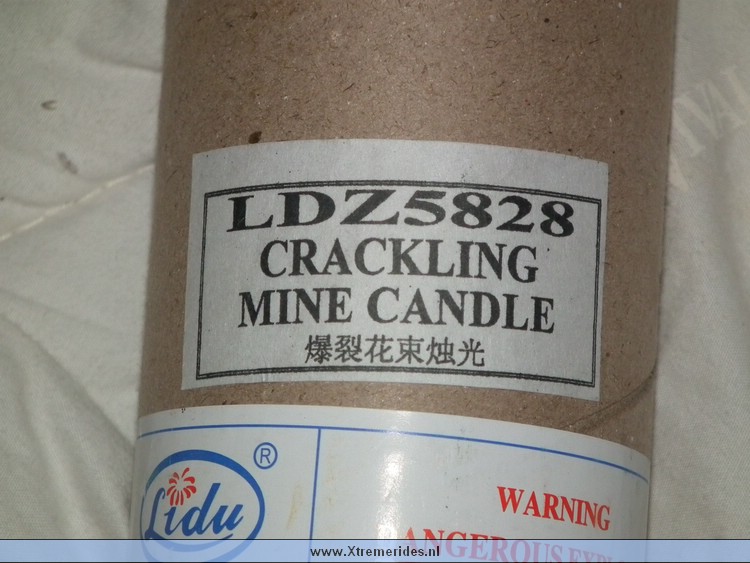 LDZ5828
CRACKLING
MINE CANDLE
爆裂花束烛光
Lidu ®
WARNING
www.Xtremerides.nl